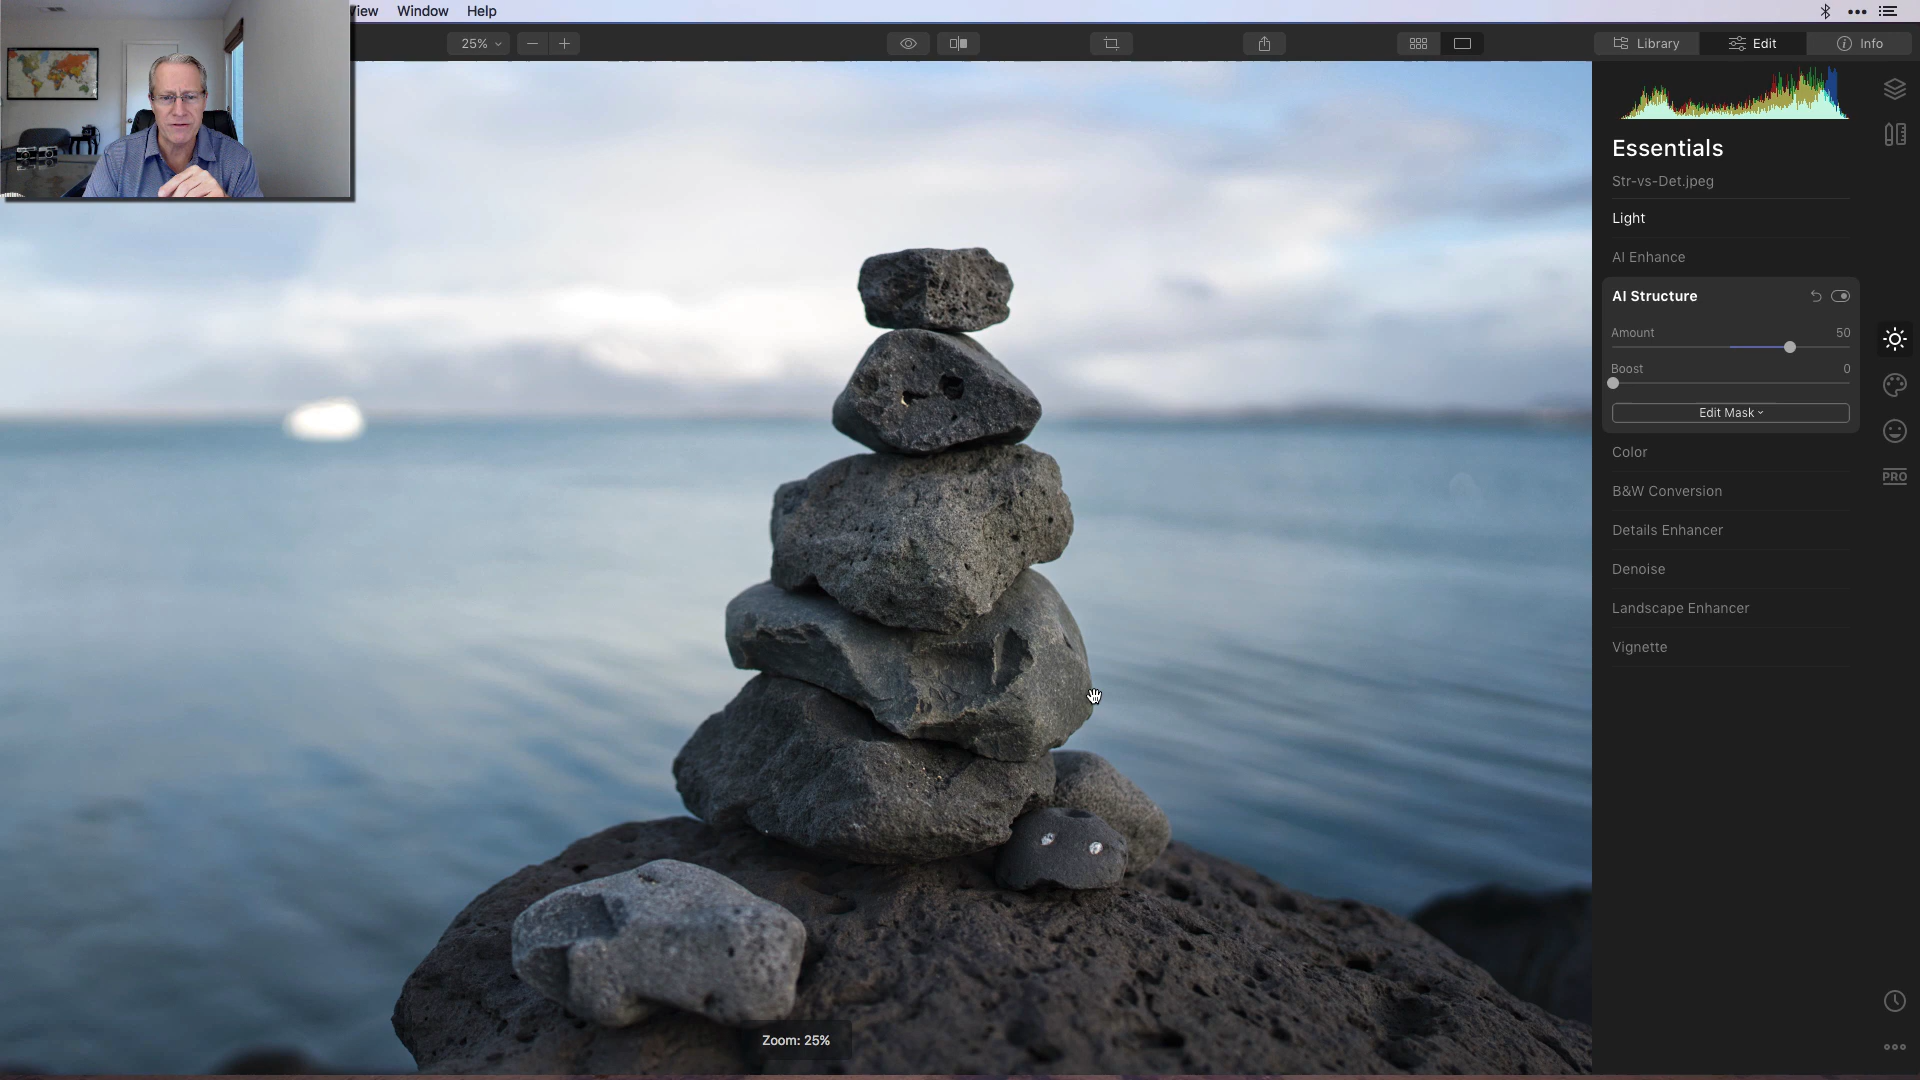 View Window Help
25%
Library
Edit
Info
Essentials
Str-vs-Det.jpeg
Light
AI Enhance
AI Structure
Amount 50
Boost 0
Edit Mask
Color
B&W Conversion
Details Enhancer
Denoise
Landscape Enhancer
Vignette
PRO
Zoom: 25%